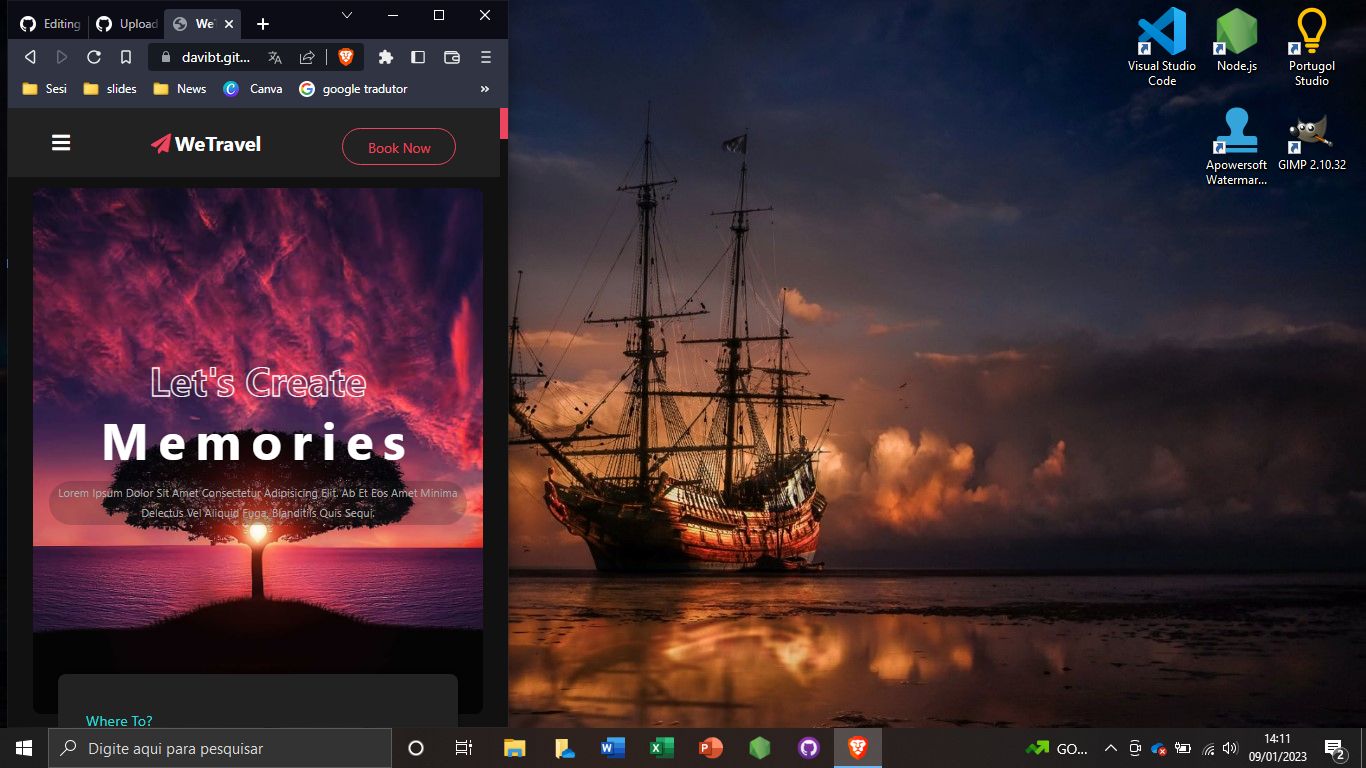 Editing
Upload
We
davibt.git...
Sesi
slides
News
Canva
google tradutor
»
WeTravel
Book Now
Let's Create
Memories
Lorem Ipsum Dolor Sit Amet Consectetur Adipisicing Elit. Ab Et Eos Amet Minima
Delectus Vel Aliquid Fuga, Blanditiis Quis Sequi.
Where To?
Visual Studio
Code
Node.js
Portugol
Studio
Apowersoft
Watermar...
GIMP 2.10.32
Digite aqui para pesquisar
GO...
14:11
09/01/2023
2